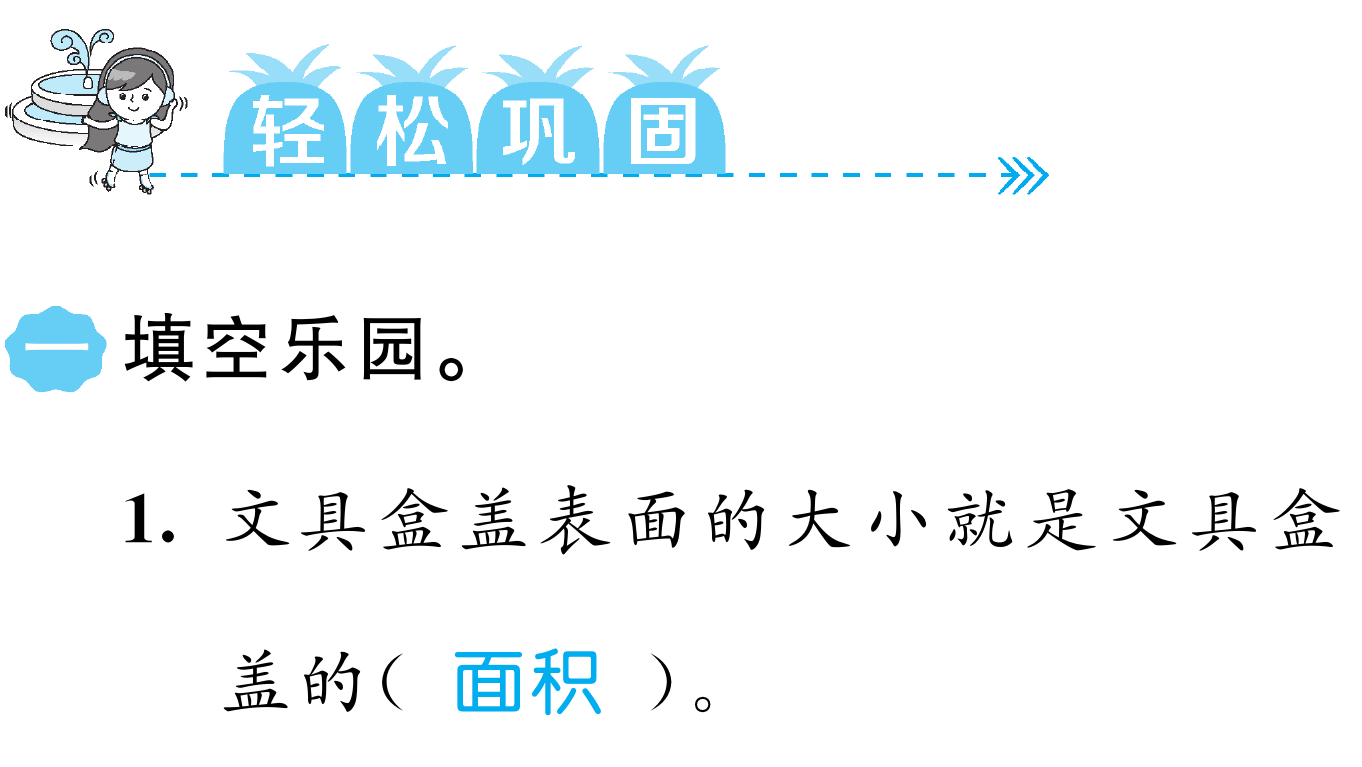 轻松巩固
一 填空乐园。
1. 文具盒盖表面的大小就是文具盒
盖的( 面积 )。